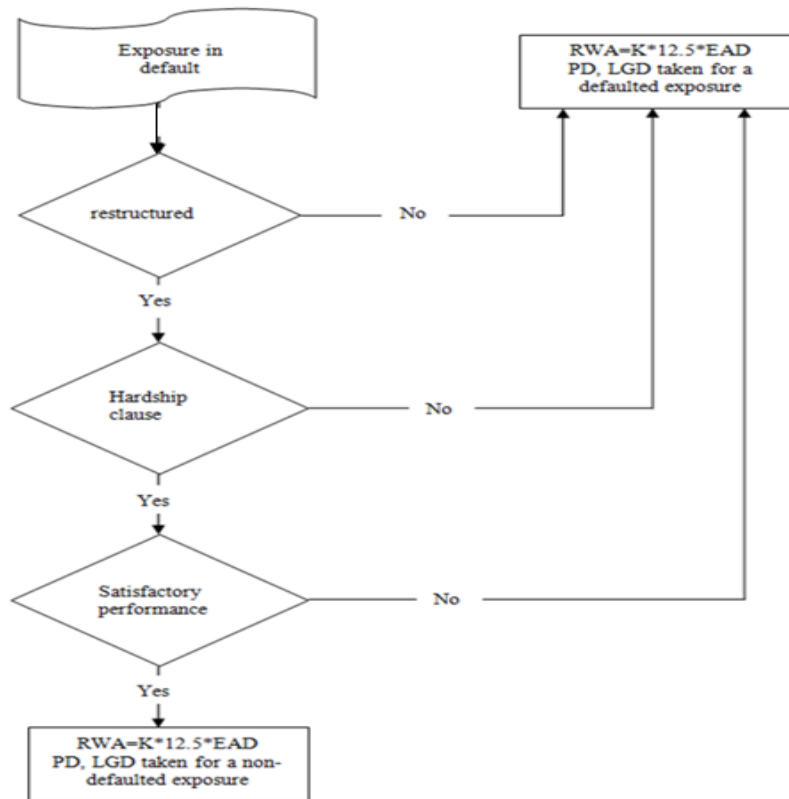 Exposure in
default
RWA=K*12.5*EAD
PD, LGD taken for a
defaulted exposure
restructured
No
Yes
Hardship
clause
No
Yes
Satisfactory
performance
No
Yes
RWA=K*12.5*EAD
PD, LGD taken for a non-
defaulted exposure